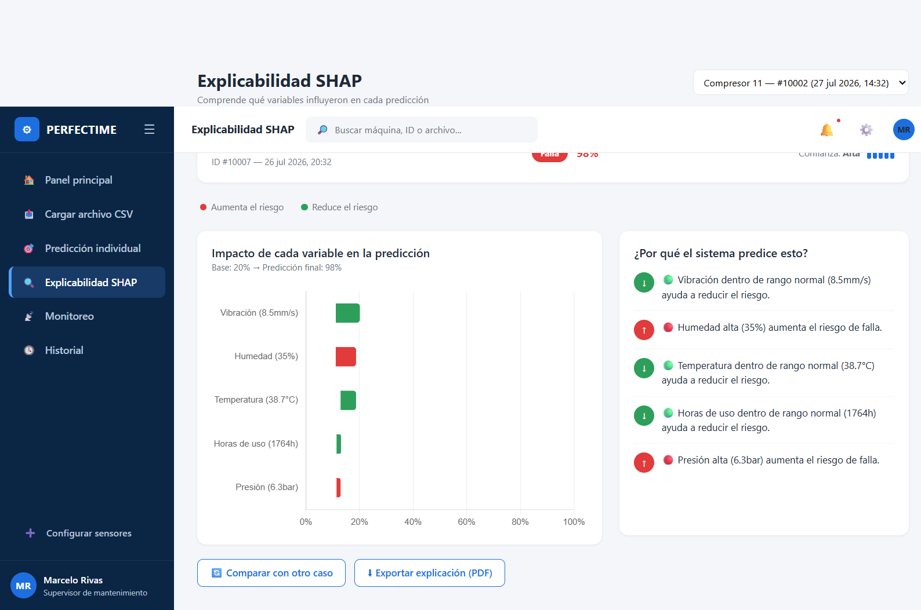 Explicabilidad SHAP
Comprende qué variables influyeron en cada predicción
Compresor 11 — #10002 (27 jul 2026, 14:32)
PERFECTIME
Explicabilidad SHAP
Buscar máquina, ID o archivo...
MR
Panel principal
Cargar archivo CSV
Predicción individual
Explicabilidad SHAP
Monitoreo
Historial
Configurar sensores
MR
Marcelo Rivas
Supervisor de mantenimiento
ID #10007 — 26 jul 2026, 20:32
Falla
98%
Confianza: Alta
Aumenta el riesgo
Reduce el riesgo
Impacto de cada variable en la predicción
Base: 20% → Predicción final: 98%
Vibración (8.5mm/s)
Humedad (35%)
Temperatura (38.7°C)
Horas de uso (1764h)
Presión (6.3bar)
0% 20% 40% 60% 80% 100%
¿Por qué el sistema predice esto?
↓ Vibración dentro de rango normal (8.5mm/s)
ayuda a reducir el riesgo.
↑ Humedad alta (35%) aumenta el riesgo de falla.
↓ Temperatura dentro de rango normal (38.7°C)
ayuda a reducir el riesgo.
↓ Horas de uso dentro de rango normal (1764h)
ayuda a reducir el riesgo.
↑ Presión alta (6.3bar) aumenta el riesgo de falla.
Comparar con otro caso
⬇ Exportar explicación (PDF)